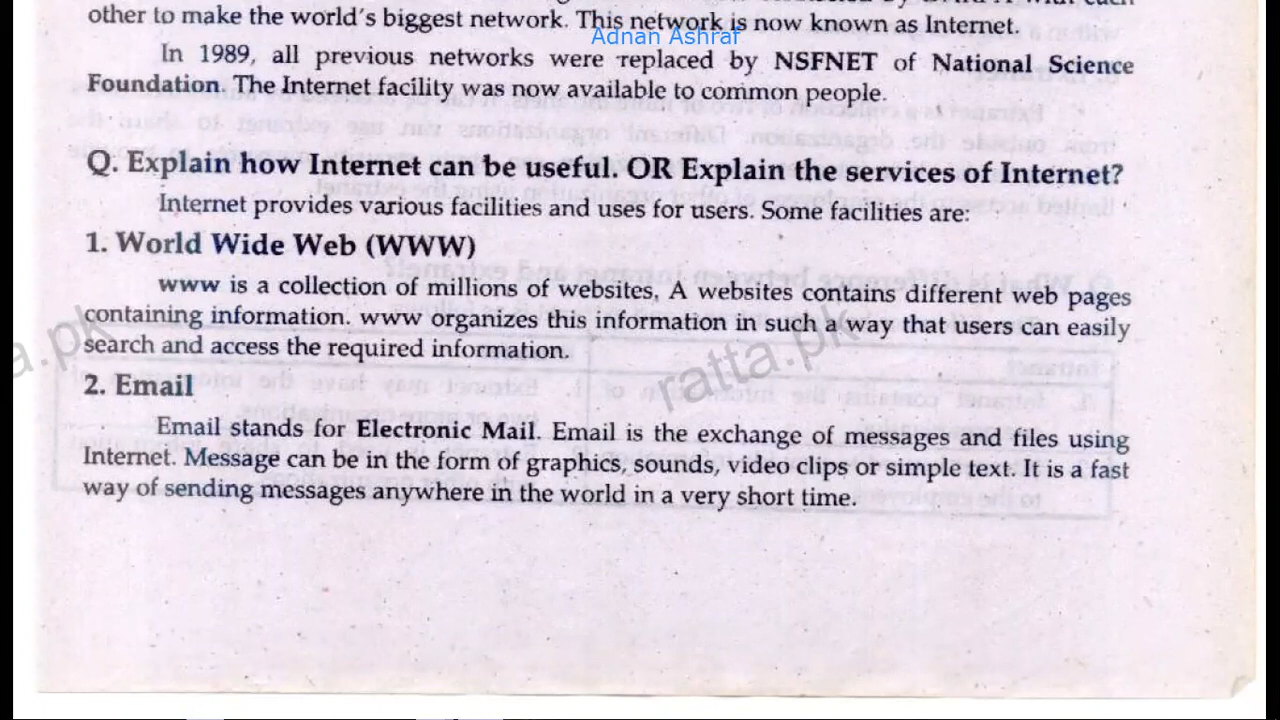 other to make the world's biggest network. This network is now known as Internet.
Adnan Ashraf
In 1989, all previous networks were replaced by NSFNET of National Science
Foundation. The Internet facility was now available to common people.
Q. Explain how Internet can be useful. OR Explain the services of Internet?
Internet provides various facilities and uses for users. Some facilities are:
1. World Wide Web (WWW)
www is a collection of millions of websites, A websites contains different web pages
containing information. www organizes this information in such a way that users can easily
search and access the required information.
a.pk
ratta.pk
2. Email
Email stands for Electronic Mail. Email is the exchange of messages and files using
Internet. Message can be in the form of graphics, sounds, video clips or simple text. It is a fast
way of sending messages anywhere in the world in a very short time.